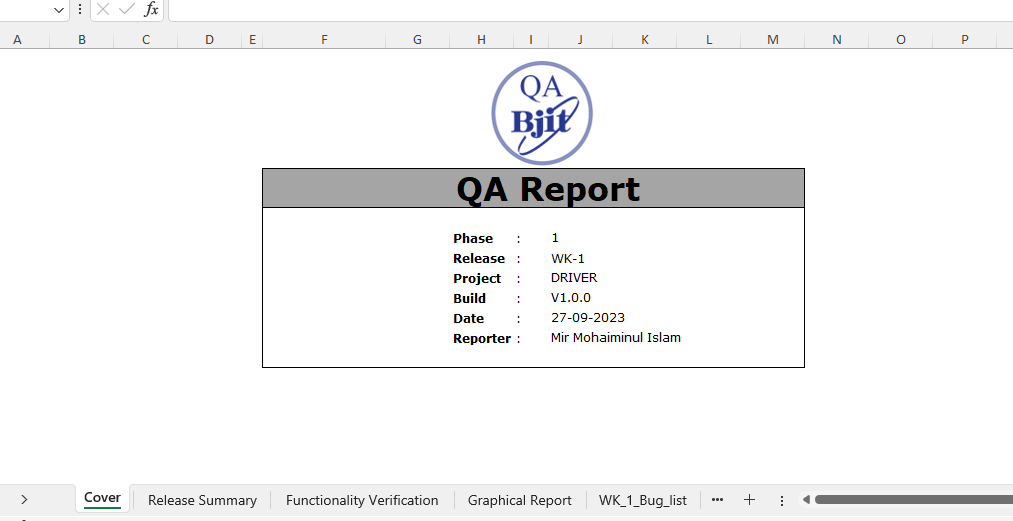 fx
A B C D E F G H I J K L M N O P
QA
Bjit
QA Report
Phase : 1
Release : WK-1
Project : DRIVER
Build : V1.0.0
Date : 27-09-2023
Reporter : Mir Mohaiminul Islam
Cover Release Summary Functionality Verification Graphical Report WK_1_Bug_list ···